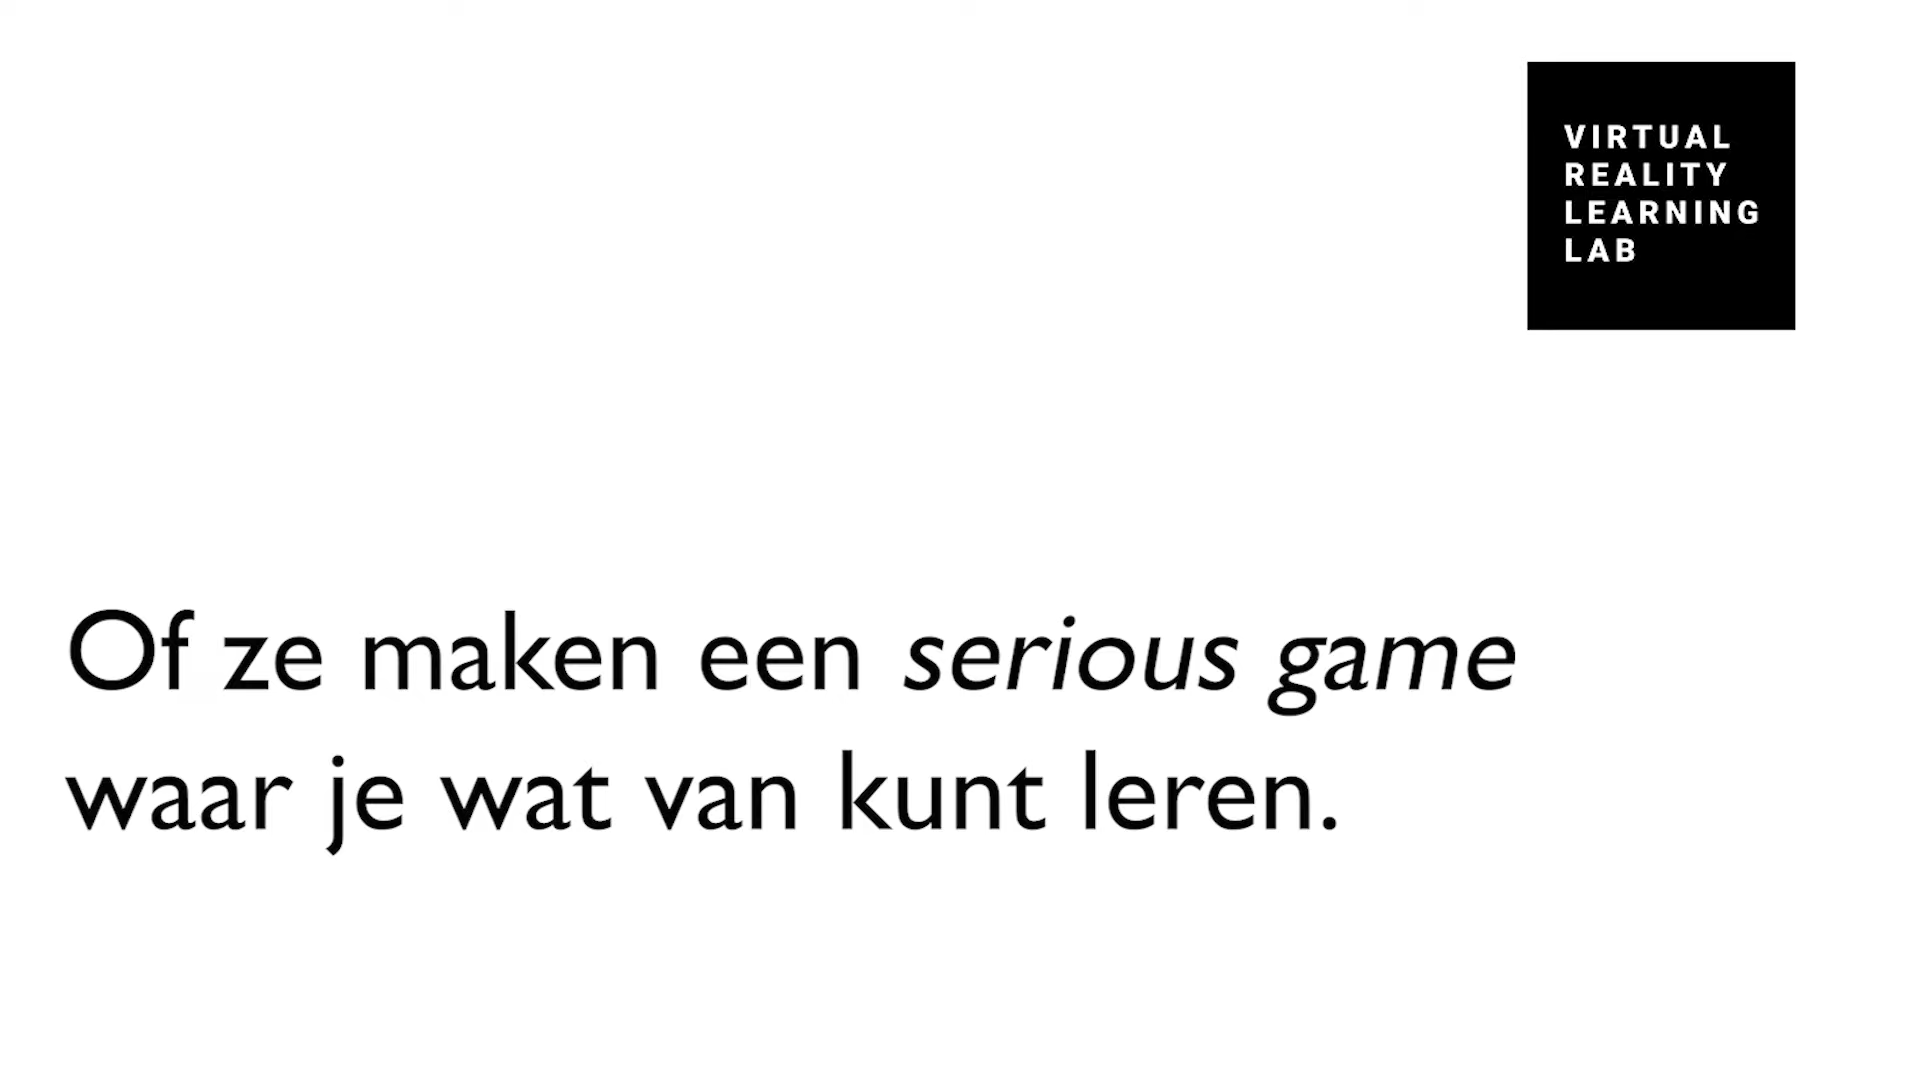 VIRTUAL
REALITY
LEARNING
LAB
Of ze maken een serious game
waar je wat van kunt leren.